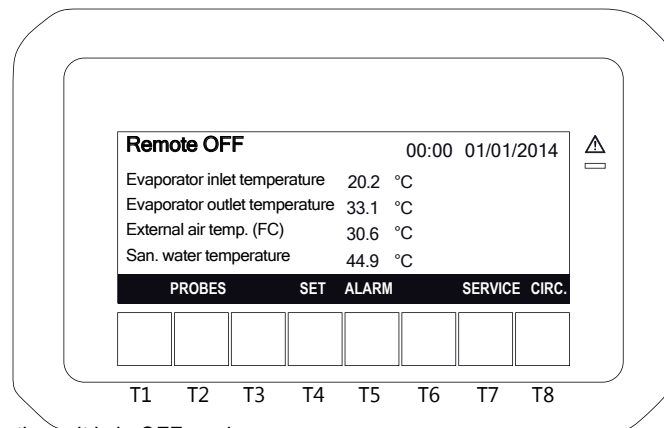 Remote OFF 00:00 01/01/2014
Evaporator inlet temperature 20.2 °C
Evaporator outlet temperature 33.1 °C
External air temp. (FC) 30.6 °C
San. water temperature 44.9 °C
PROBES SET ALARM SERVICE CIRC.
T1 T2 T3 T4 T5 T6 T7 T8